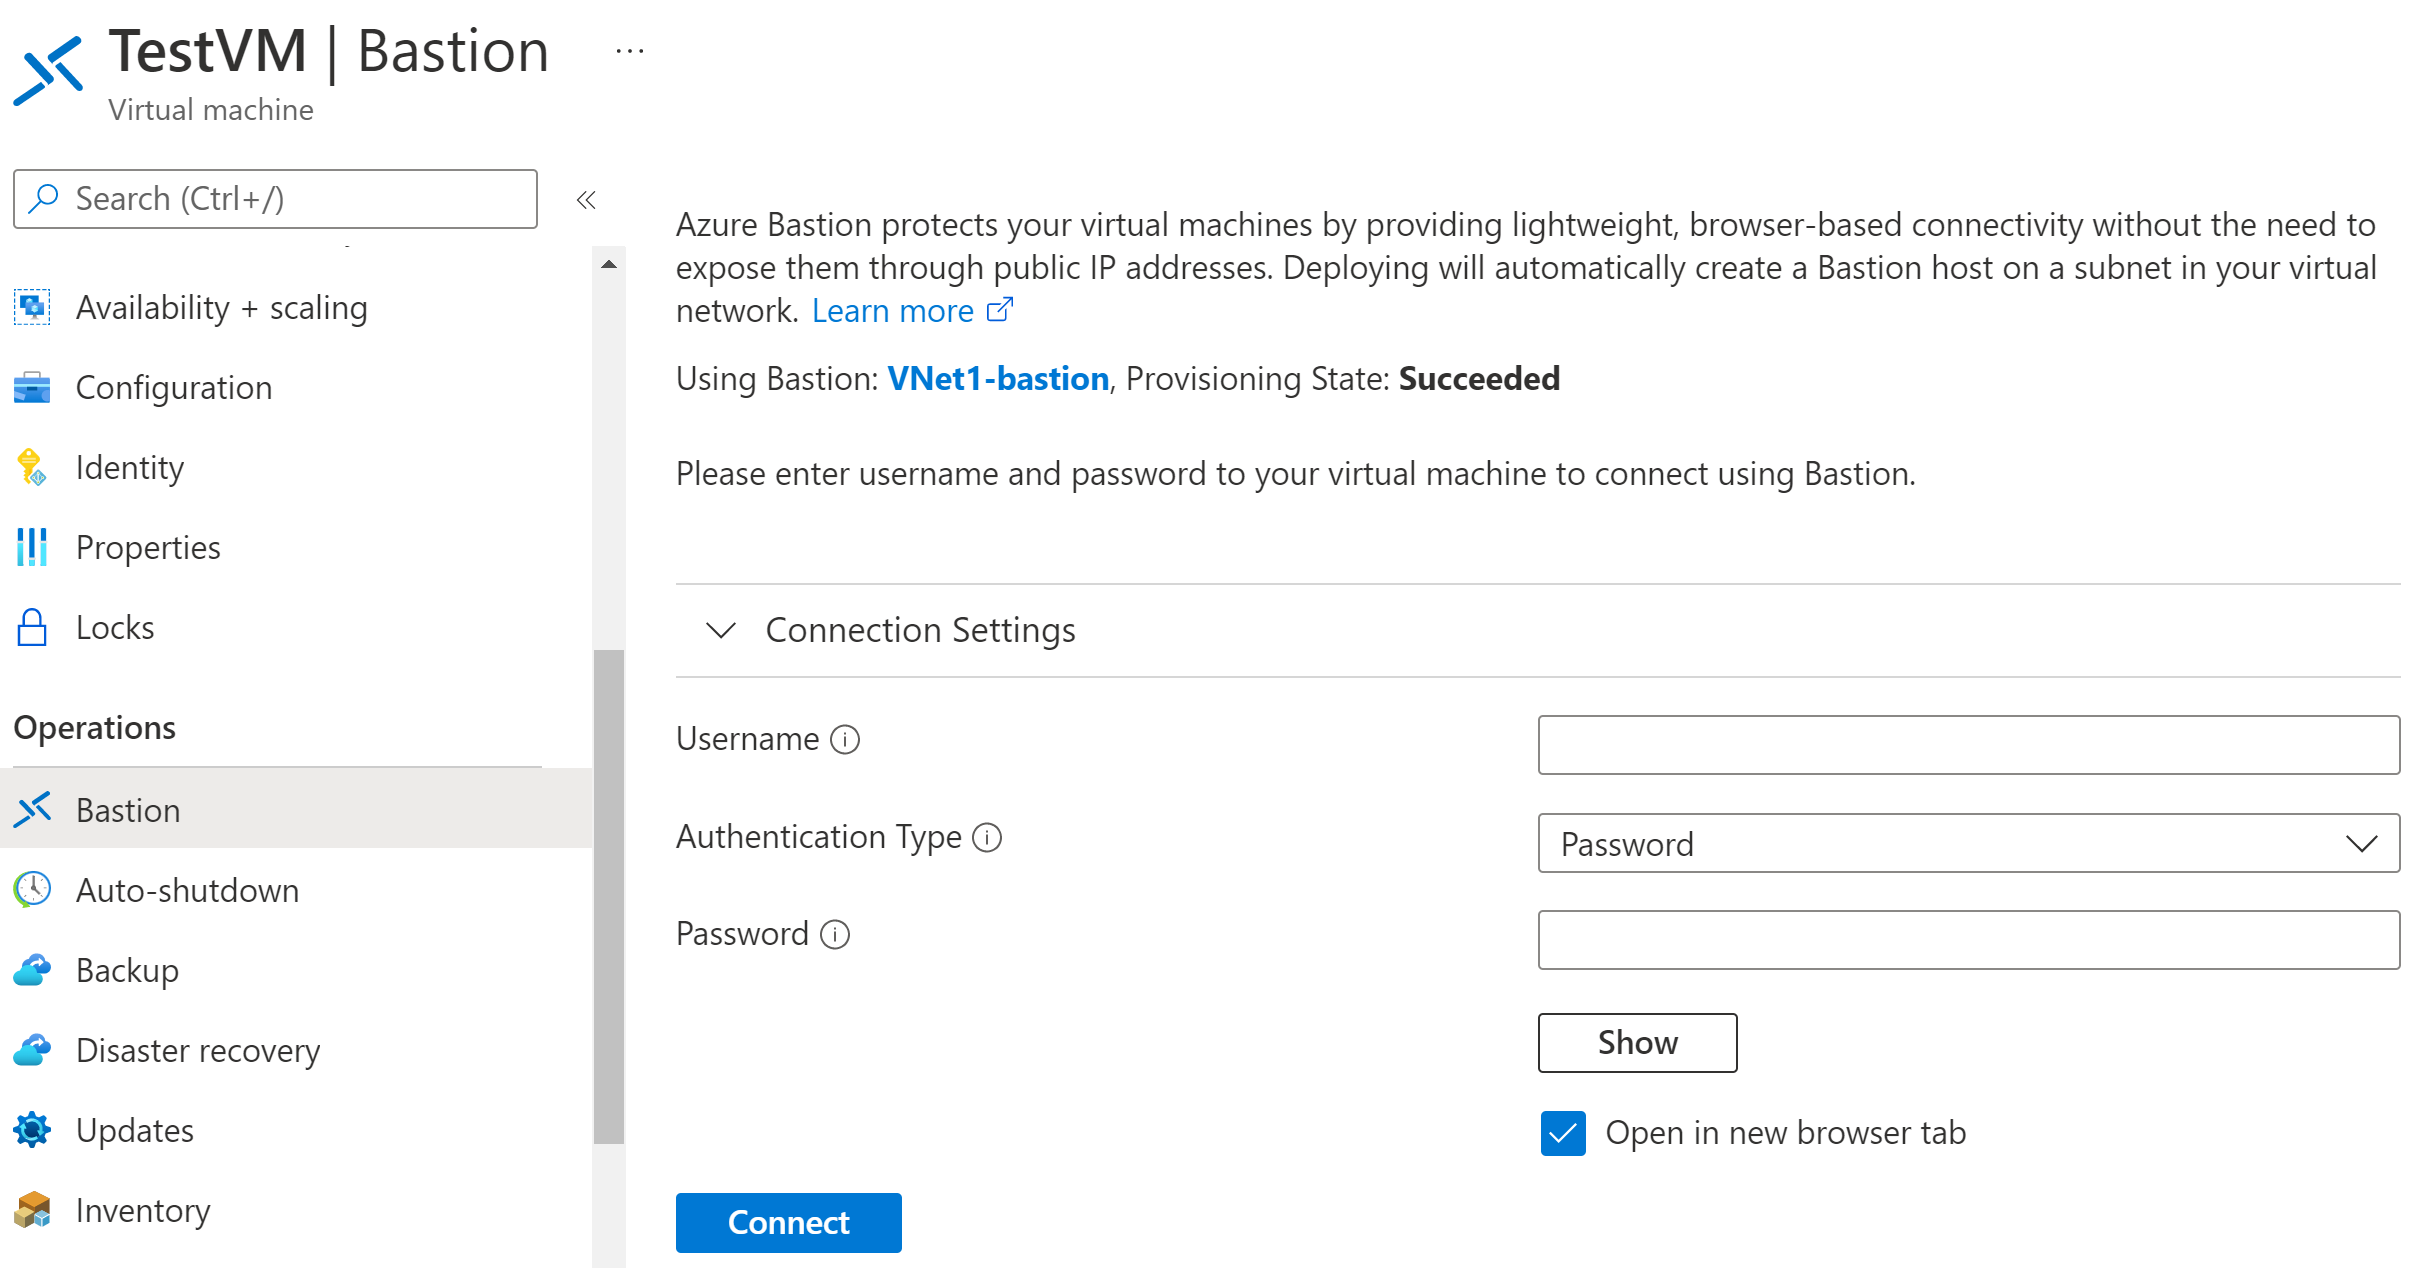 TestVM | Bastion ...
Virtual machine
Search (Ctrl+/)
Availability + scaling
Configuration
Identity
Properties
Locks
Operations
Bastion
Auto-shutdown
Backup
Disaster recovery
Updates
Inventory
Azure Bastion protects your virtual machines by providing lightweight, browser-based connectivity without the need to
expose them through public IP addresses. Deploying will automatically create a Bastion host on a subnet in your virtual
network. Learn more
Using Bastion: VNet1-bastion, Provisioning State: Succeeded
Please enter username and password to your virtual machine to connect using Bastion.
Connection Settings
Username
Authentication Type
Password
Password
Show
Open in new browser tab
Connect